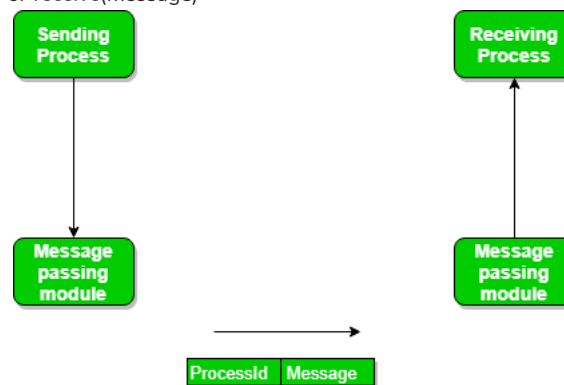 Sending
Process
Receiving
Process
Message
passing
module
Message
passing
module
ProcessId Message